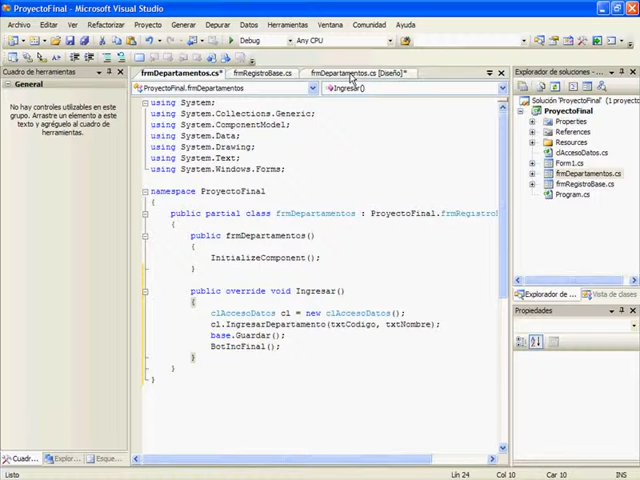 ProyectoFinal - Microsoft Visual Studio
Archivo Editar Ver Refactorizar Proyecto Generar Depurar Datos Herramientas Ventana Comunidad Ayuda
Debug Any CPU
Cuadro de herramientas
General
No hay controles utilizables en este grupo. Arrastre un elemento a este texto y agréguelo al cuadro de herramientas.
Cuadr... Explor... Esque...
frmDepartamentos.cs* frmRegistroBase.cs frmDepartamentos.cs [Diseño]*
ProyectoFinal.frmDepartamentos Ingresar()
using System;
using System.Collections.Generic;
using System.ComponentModel;
using System.Data;
using System.Drawing;
using System.Text;
using System.Windows.Forms;
namespace ProyectoFinal
{
public partial class frmDepartamentos : ProyectoFinal.frmRegistroB
{
public frmDepartamentos()
{
InitializeComponent();
}
public override void Ingresar()
{
clAccesoDatos cl = new clAccesoDatos();
cl.IngresarDepartamento(txtCodigo, txtNombre);
base.Guardar();
BotIncFinal();
}
}
}
Explorador de soluciones - ...
Solución 'ProyectoFinal' (1 proyecto)
ProyectoFinal
Properties
References
Resources
clAccesoDatos.cs
Form1.cs
frmDepartamentos.cs
frmRegistroBase.cs
Program.cs
Explorador de ... Vista de clases
Propiedades
Listo Lín 24 Col 10 Car 10 INS